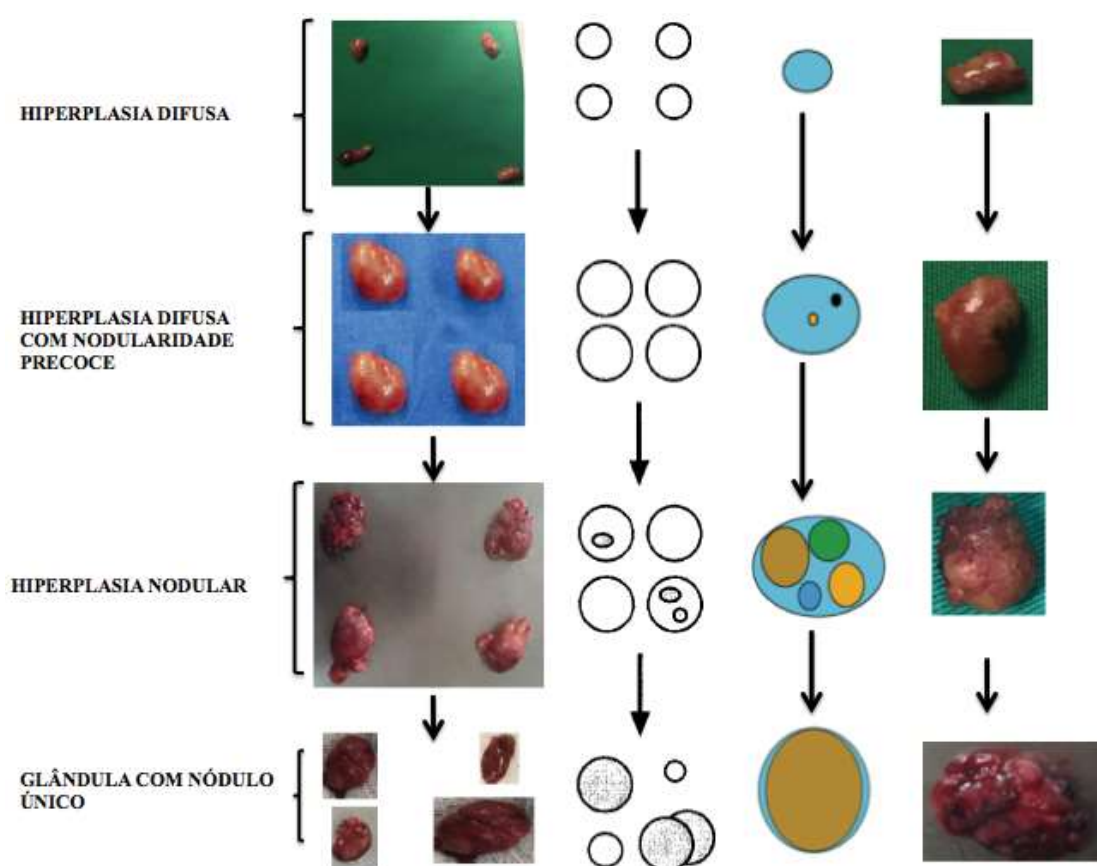 HIPERPLASIA DIFUSA
HIPERPLASIA DIFUSA
COM NODULARIDADE
PRECOCE
HIPERPLASIA NODULAR
GLÂNDULA COM NÓDULO
ÚNICO